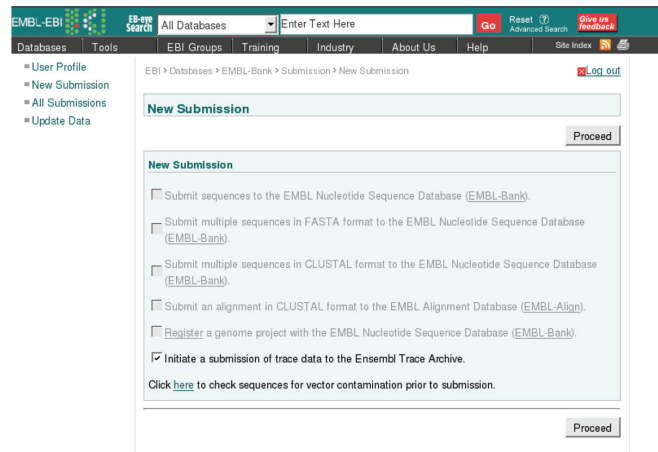 EMBL-EBI
EB-eye Search
All Databases
Enter Text Here
Go
Reset ?
Advanced Search
Give us feedback
Databases Tools EBI Groups Training Industry About Us Help Site Index
User Profile
New Submission
All Submissions
Update Data
EBI > Databases > EMBL-Bank > Submission > New Submission
Log out
New Submission
Proceed
New Submission
Submit sequences to the EMBL Nucleotide Sequence Database (EMBL-Bank).
Submit multiple sequences in FASTA format to the EMBL Nucleotide Sequence Database
(EMBL-Bank).
Submit multiple sequences in CLUSTAL format to the EMBL Nucleotide Sequence Database
(EMBL-Bank).
Submit an alignment in CLUSTAL format to the EMBL Alignment Database (EMBL-Align).
Register a genome project with the EMBL Nucleotide Sequence Database (EMBL-Bank).
Initiate a submission of trace data to the Ensembl Trace Archive.
Click here to check sequences for vector contamination prior to submission.
Proceed